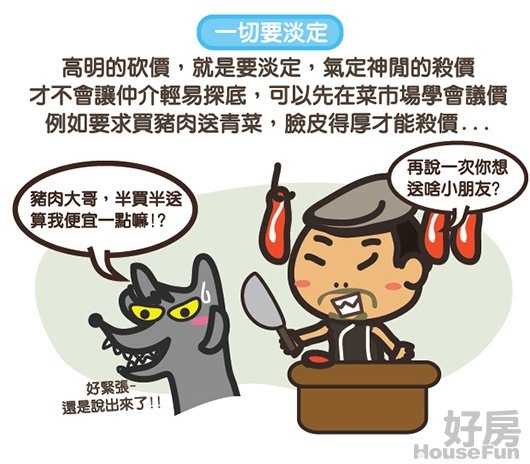 一切要淡定
高明的砍價，就是要淡定，氣定神閒的殺價
才不會讓仲介輕易探底，可以先在菜市場學會議價
例如要求買豬肉送青菜，臉皮得厚才能殺價...
再說一次你想
送啥小朋友?
豬肉大哥，半買半送
算我便宜一點嘛!?
好緊張~
還是說出來了!!
好房
HouseFun